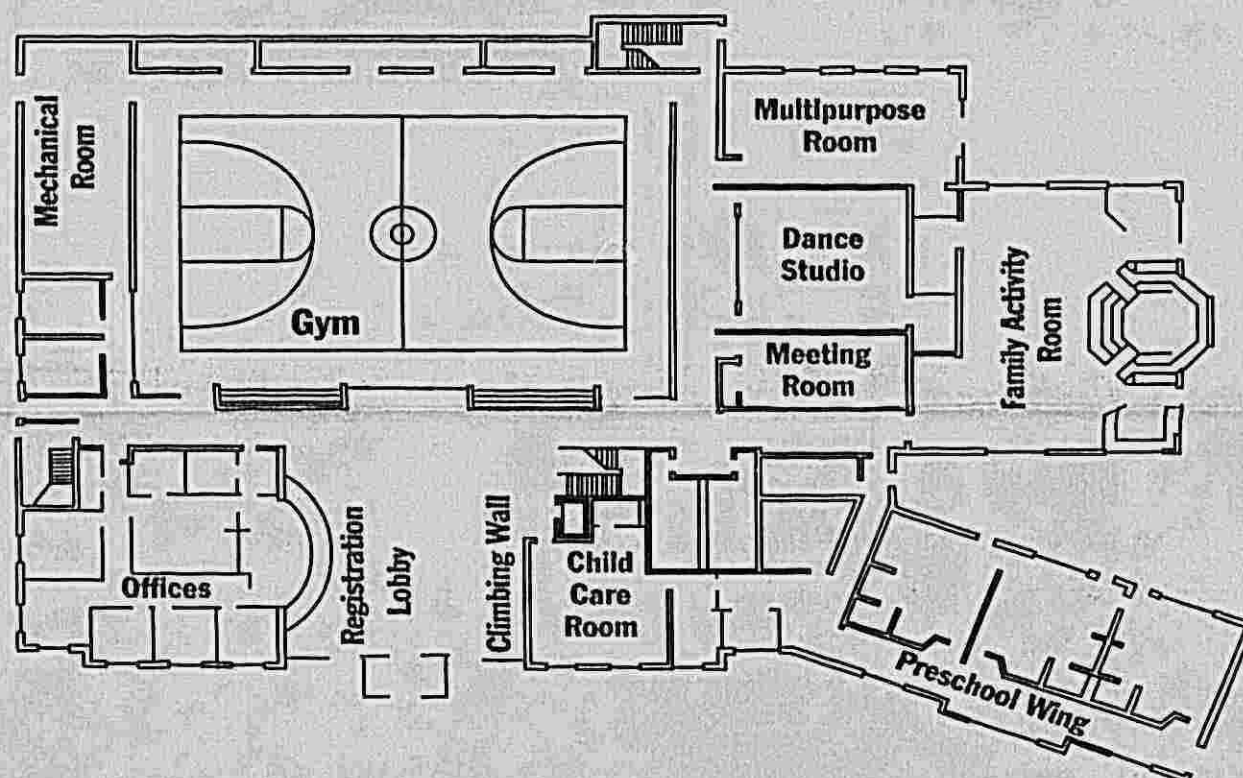 Mechanical
Room
Multipurpose
Room
Dance
Studio
Gym
Meeting
Room
Family Activity
Room
Offices
Registration
Lobby
Climbing Wall
Child
Care
Room
Preschool Wing